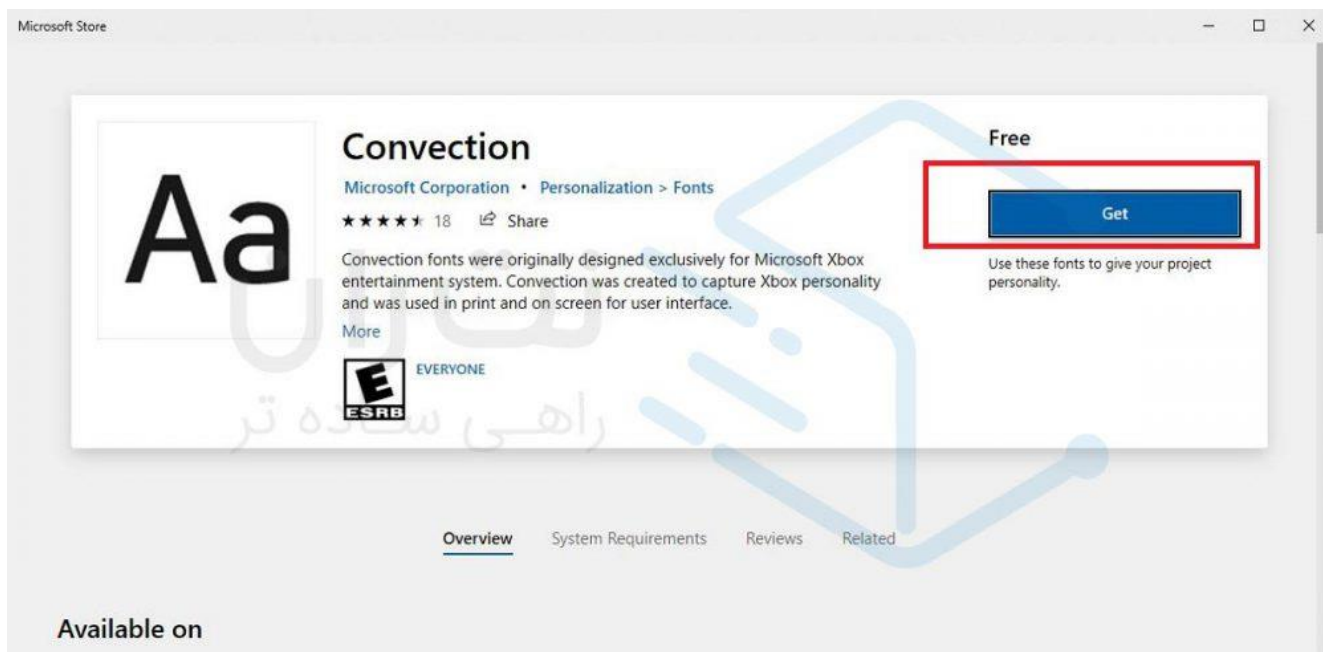 Microsoft Store
Convection
Free
Microsoft Corporation • Personalization > Fonts
Get
18 Share
Convection fonts were originally designed exclusively for Microsoft Xbox
entertainment system. Convection was created to capture Xbox personality
and was used in print and on screen for user interface.
Use these fonts to give your project
personality.
More
Aa
EVERYONE
E
ESRB
راهی ساده تر
Overview System Requirements Reviews Related
Available on